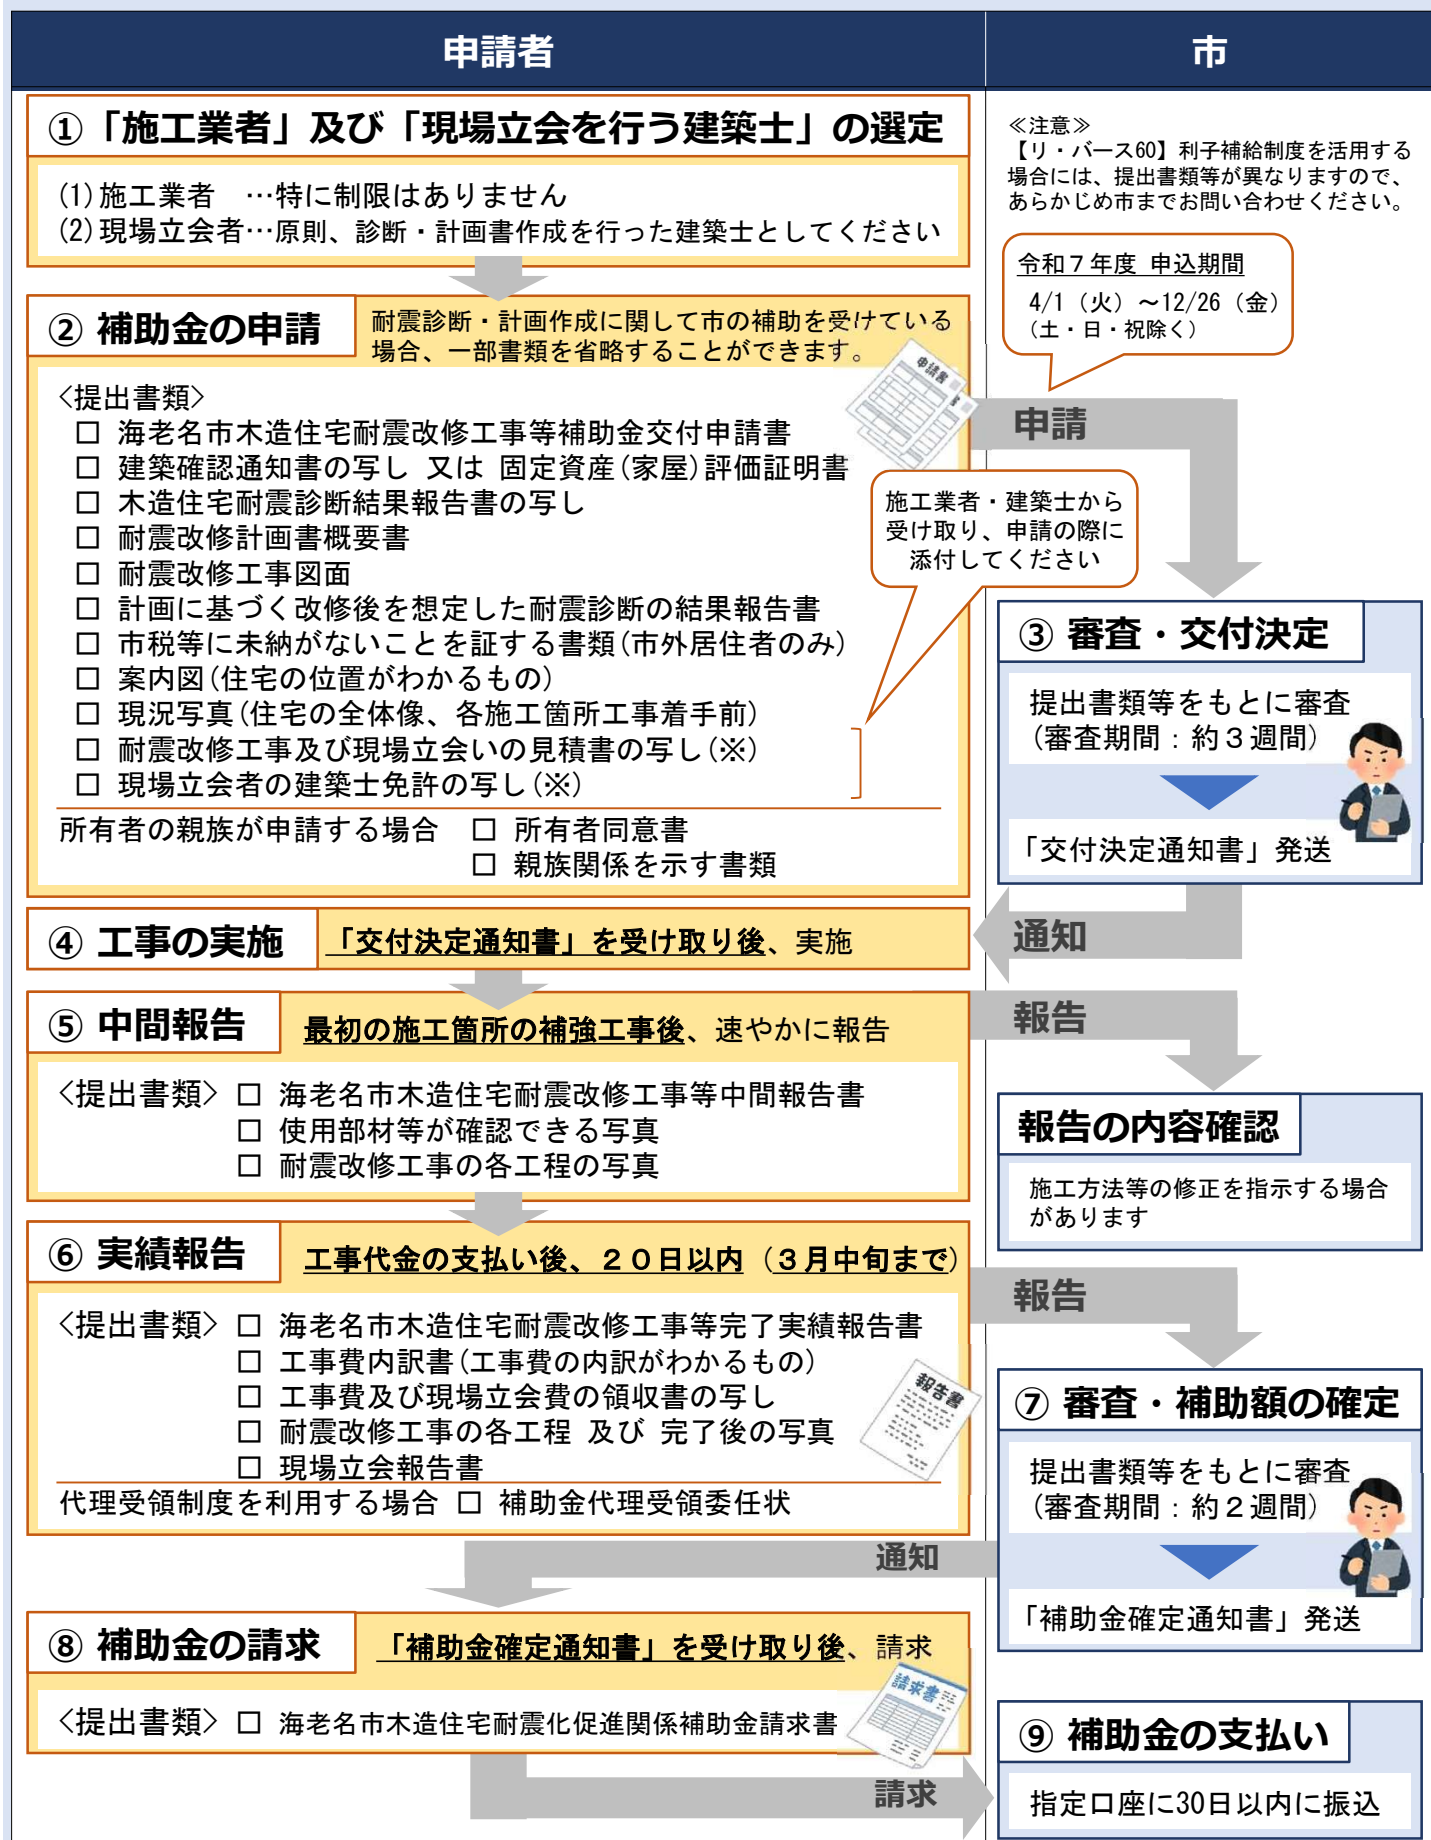 申請者
市
①「施工業者」及び「現場立会を行う建築士」の選定
(1)施工業者 …特に制限はありません
(2)現場立会者…原則、診断・計画書作成を行った建築士としてください
≪注意≫
【リ・バース60】利子補給制度を活用する
場合には、提出書類等が異なりますので、
あらかじめ市までお問い合わせください。
令和7年度 申込期間
4/1（火）～12/26（金）
（土・日・祝除く）
② 補助金の申請
耐震診断・計画作成に関して市の補助を受けている
場合、一部書類を省略することができます。
申請書
<提出書類>
□ 海老名市木造住宅耐震改修工事等補助金交付申請書
□ 建築確認通知書の写し 又は 固定資産(家屋)評価証明書
□ 木造住宅耐震診断結果報告書の写し
□ 耐震改修計画書概要書
□ 耐震改修工事図面
□ 計画に基づく改修後を想定した耐震診断の結果報告書
□ 市税等に未納がないことを証する書類(市外居住者のみ)
□ 案内図(住宅の位置がわかるもの)
□ 現況写真(住宅の全体像、各施工箇所工事着手前)
□ 耐震改修工事及び現場立会いの見積書の写し(※)
□ 現場立会者の建築士免許の写し(※)
所有者の親族が申請する場合 □ 所有者同意書
□ 親族関係を示す書類
施工業者・建築士から
受け取り、申請の際に
添付してください
申請
③ 審査・交付決定
提出書類等をもとに審査
(審査期間：約3週間)
「交付決定通知書」発送
通知
④ 工事の実施
「交付決定通知書」を受け取り後、実施
⑤ 中間報告
最初の施工箇所の補強工事後、速やかに報告
<提出書類> □ 海老名市木造住宅耐震改修工事等中間報告書
□ 使用部材等が確認できる写真
□ 耐震改修工事の各工程の写真
報告
報告の内容確認
施工方法等の修正を指示する場合
があります
⑥ 実績報告
工事代金の支払い後、20日以内（3月中旬まで）
<提出書類> □ 海老名市木造住宅耐震改修工事等完了実績報告書
□ 工事費内訳書(工事費の内訳がわかるもの)
□ 工事費及び現場立会費の領収書の写し
□ 耐震改修工事の各工程 及び 完了後の写真
□ 現場立会報告書
代理受領制度を利用する場合 □ 補助金代理受領委任状
報告書
報告
⑦ 審査・補助額の確定
提出書類等をもとに審査
(審査期間：約2週間)
「補助金確定通知書」発送
通知
⑧ 補助金の請求
「補助金確定通知書」を受け取り後、請求
<提出書類> □ 海老名市木造住宅耐震化促進関係補助金請求書
請求書
請求
⑨ 補助金の支払い
指定口座に30日以内に振込